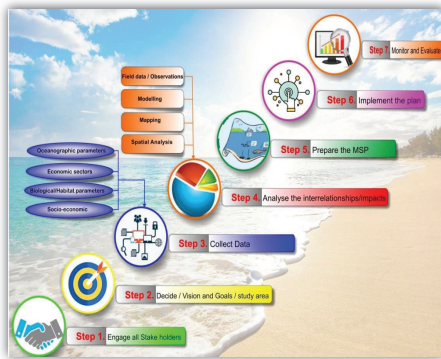 Step 7. Monitor and Evaluate
Step 6. Implement the plan
Step 5. Prepare the MSP
Step 4. Analyse the interrelationships/impacts
Field data / Observations
Modelling
Mapping
Spatial Analysis
Step 3. Collect Data
Oceanographic parameters
Economic sectors
Biological/Habitat parameters
Socio-economic
Step 2. Decide / Vision and Goals / study area
Step 1. Engage all Stake holders